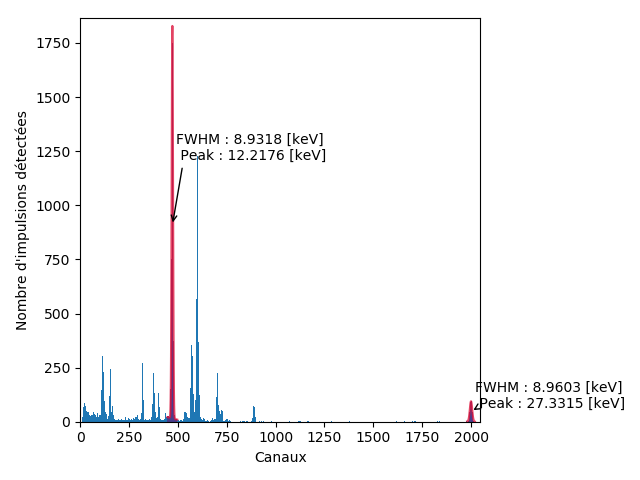 1750
1500
1250
1000
750
500
250
0
Nombre d'impulsions détectées
FWHM : 8.9318 [keV]
Peak : 12.2176 [keV]
FWHM : 8.9603 [keV]
Peak : 27.3315 [keV]
0 250 500 750 1000 1250 1500 1750 2000
Canaux